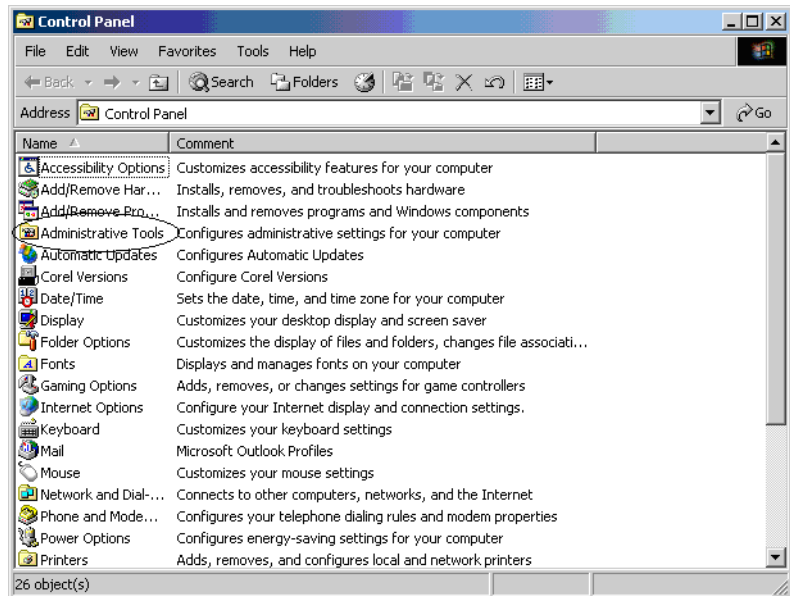 Control Panel
File Edit View Favorites Tools Help
Back Search Folders
Address Control Panel Go
Name Comment
Accessibility Options Customizes accessibility features for your computer
Add/Remove Har... Installs, removes, and troubleshoots hardware
Add/Remove Pro... Installs and removes programs and Windows components
Administrative Tools Configures administrative settings for your computer
Automatic Updates Configures Automatic Updates
Corel Versions Configure Corel Versions
Date/Time Sets the date, time, and time zone for your computer
Display Customizes your desktop display and screen saver
Folder Options Customizes the display of files and folders, changes file associati...
Fonts Displays and manages fonts on your computer
Gaming Options Adds, removes, or changes settings for game controllers
Internet Options Configure your Internet display and connection settings.
Keyboard Customizes your keyboard settings
Mail Microsoft Outlook Profiles
Mouse Customizes your mouse settings
Network and Dial-... Connects to other computers, networks, and the Internet
Phone and Mode... Configures your telephone dialing rules and modem properties
Power Options Configures energy-saving settings for your computer
Printers Adds, removes, and configures local and network printers
26 object(s)